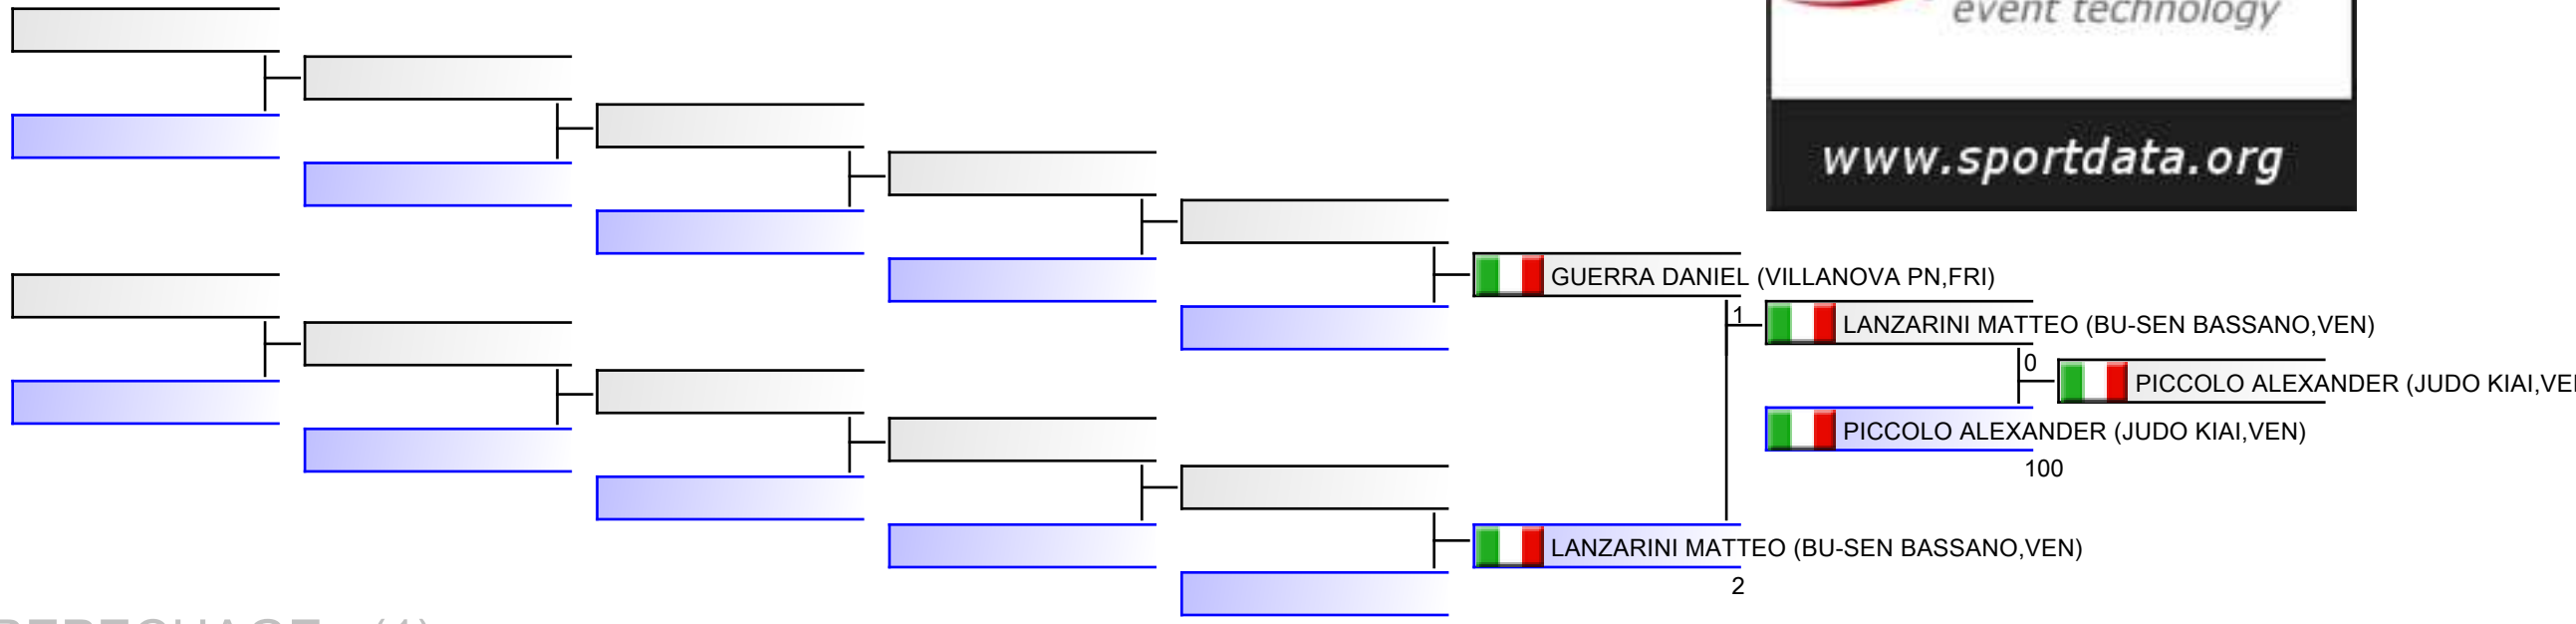 event technology
www.sportdata.org
GUERRA DANIEL (VILLANOVA PN,FRI)
1
LANZARINI MATTEO (BU-SEN BASSANO,VEN)
0
PICCOLO ALEXANDER (JUDO KIAI,VE
PICCOLO ALEXANDER (JUDO KIAI,VEN)
100
LANZARINI MATTEO (BU-SEN BASSANO,VEN)
2